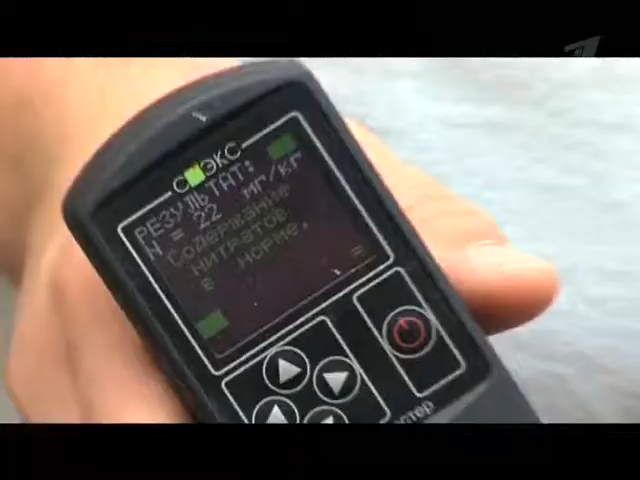 СОЭКС
РЕЗУЛЬТАТ:
N = 22 мг/кг
Содержание
нитратов
в норме.